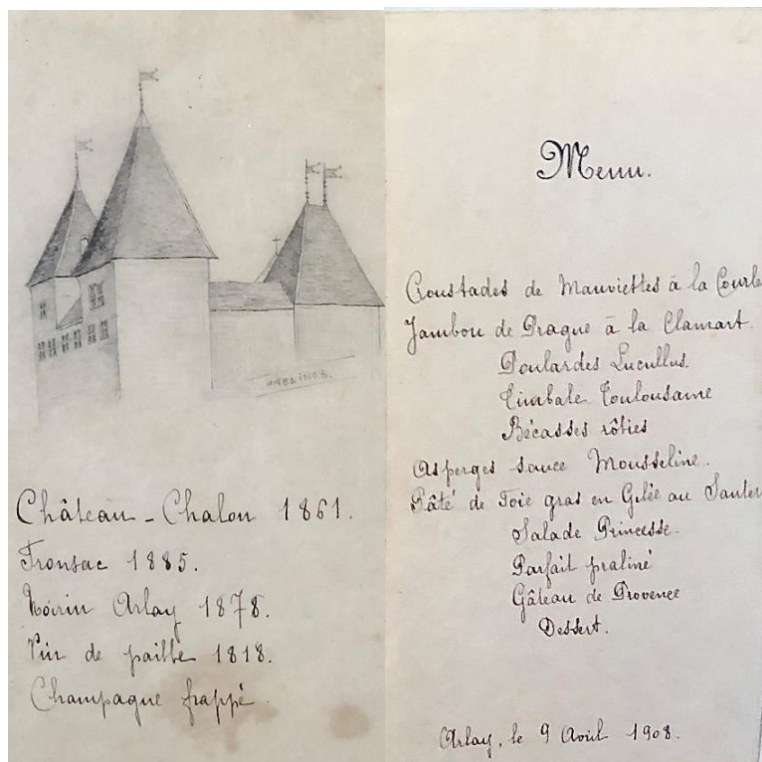 Château-Chalon 1861.
Fronsac 1885.
Arlay 1878.
Vin de paille 1818.
Champagne frappé.
Menu.
Croustades de Mauviettes à la
Jambon de Prague à la Clamart.
Poulardes Lucullus.
Timbale Toulousaine
Bécasses rôties
Asperges sauce Mousseline.
Pâté de Foie gras en Gelée au
Salade Princesse.
Parfait praliné
Gâteau de Provence
Dessert.
Arlay, le 9 Avril 1908.